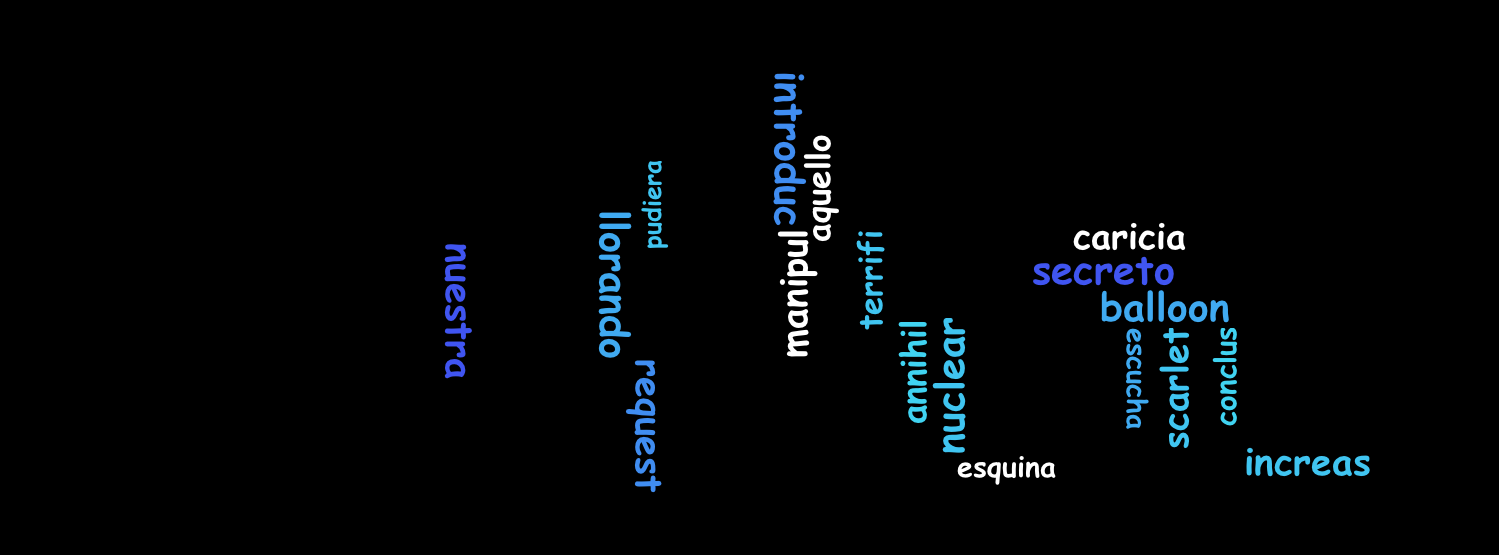 nuestra
llorando
pudiera
request
introduc
aquello
manipul
terrifi
annihil
nuclear
esquina
caricia
secreto
balloon
escucha
scarlet
conclus
increas